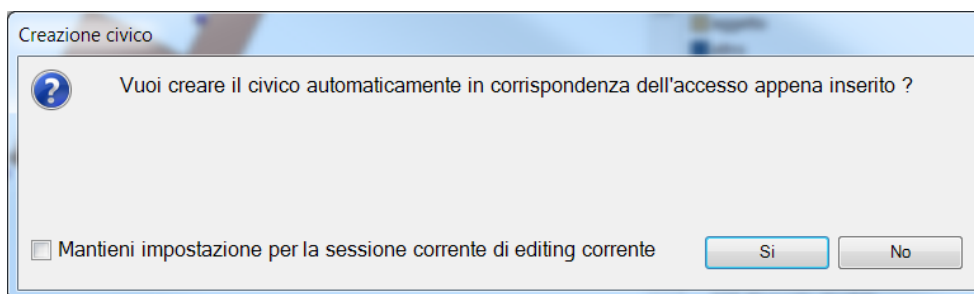 Creazione civico
Vuoi creare il civico automaticamente in corrispondenza dell'accesso appena inserito ?
Mantieni impostazione per la sessione corrente di editing corrente
Si
No